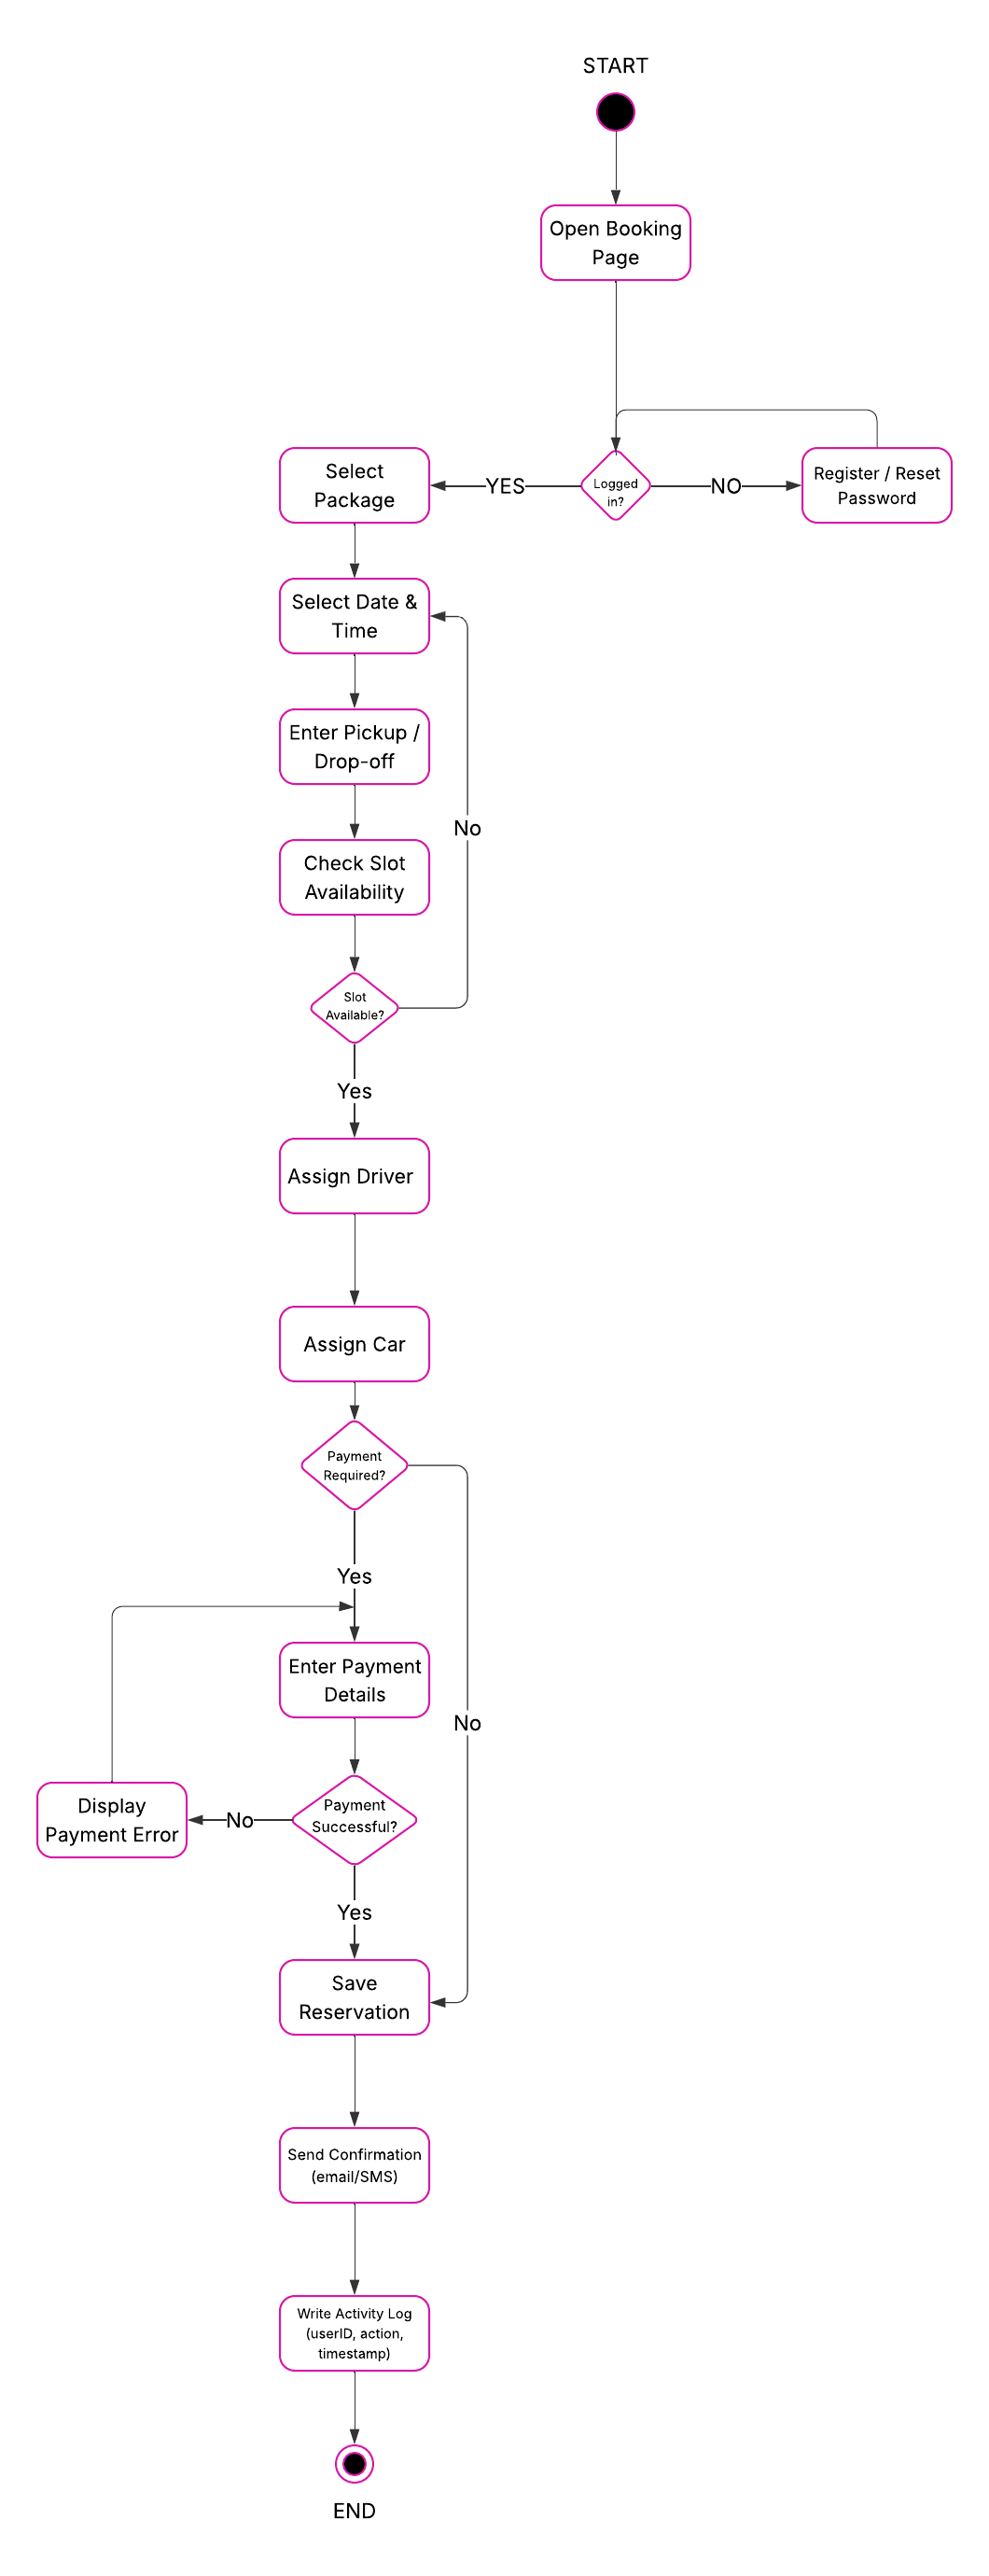 START
Open Booking
Page
Select
Package
YES
Logged
in?
NO
Register / Reset
Password
Select Date &
Time
Enter Pickup /
Drop-off
No
Check Slot
Availability
Slot
Available?
Yes
Assign Driver
Assign Car
Payment
Required?
Yes
Enter Payment
Details
No
Display
Payment Error
No
Payment
Successful?
Yes
Save
Reservation
Send Confirmation
(email/SMS)
Write Activity Log
(userID, action,
timestamp)
END